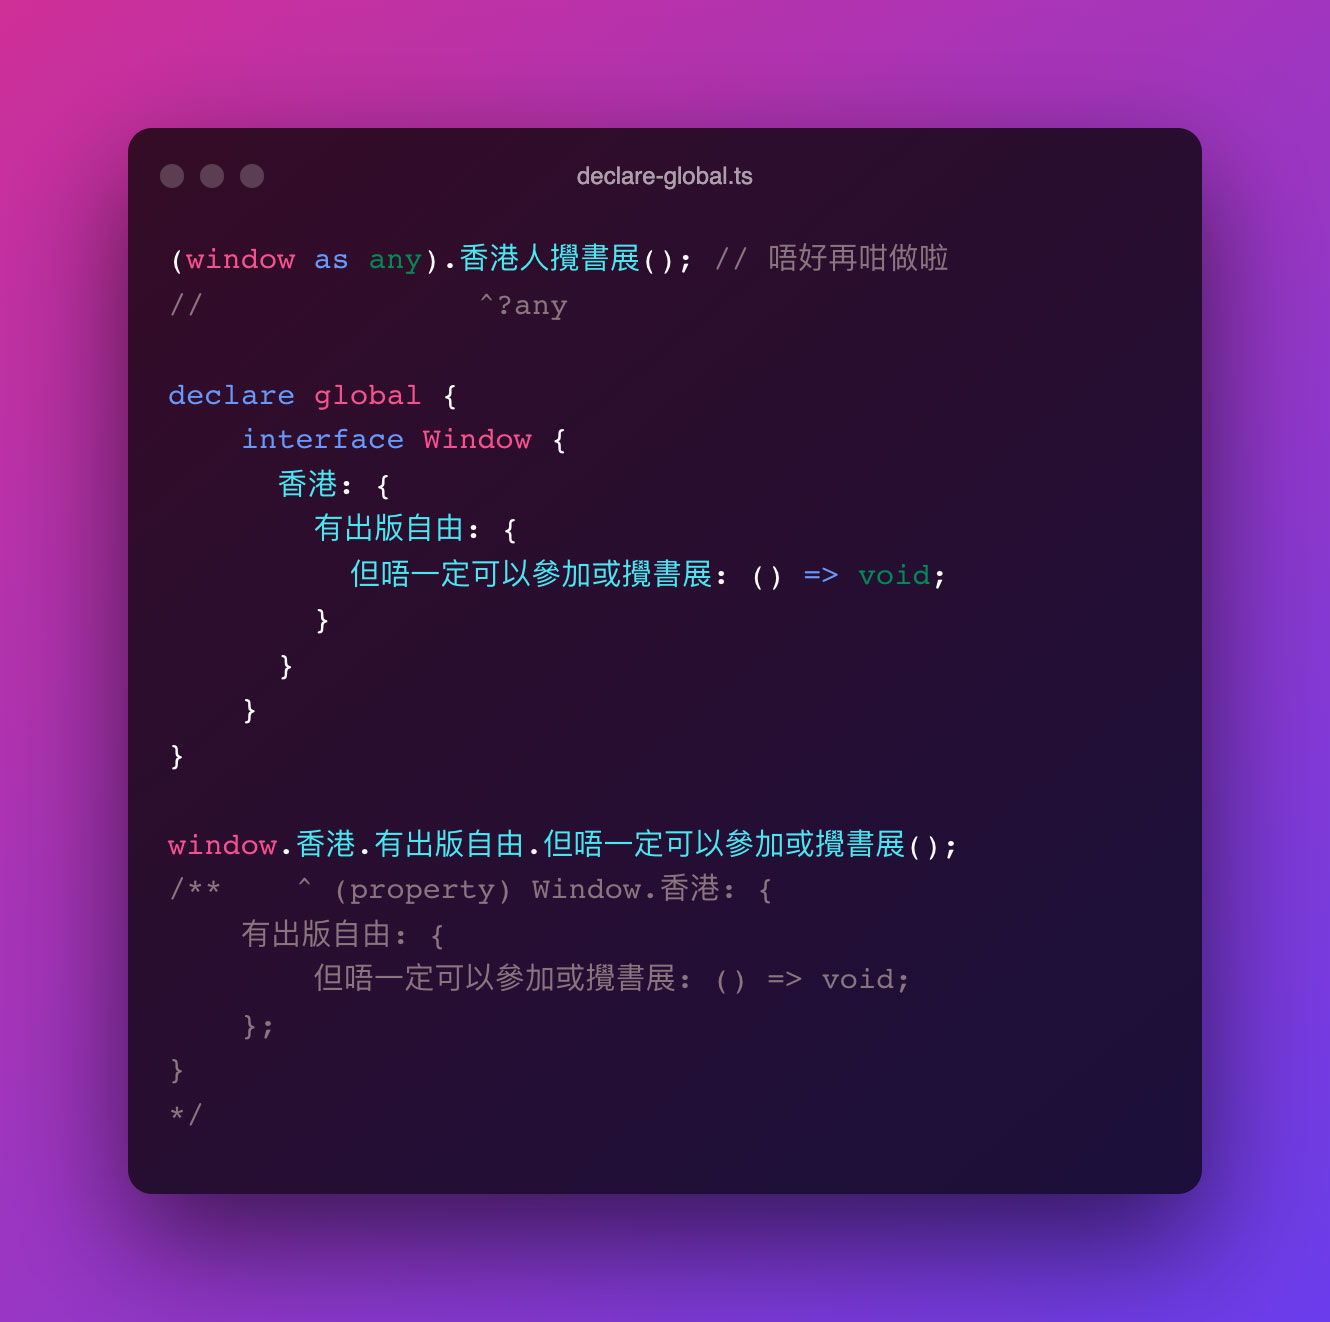 declare-global.ts
(window as any).香港人攪書展(); // 唔好再咁做啦
//               ^?any
declare global {
    interface Window {
      香港: {
        有出版自由: {
          但唔一定可以參加或攪書展: () => void;
        }
      }
    }
}
window.香港.有出版自由.但唔一定可以參加或攪書展();
/**    ^ (property) Window.香港: {
    有出版自由: {
        但唔一定可以參加或攪書展: () => void;
    };
}
*/